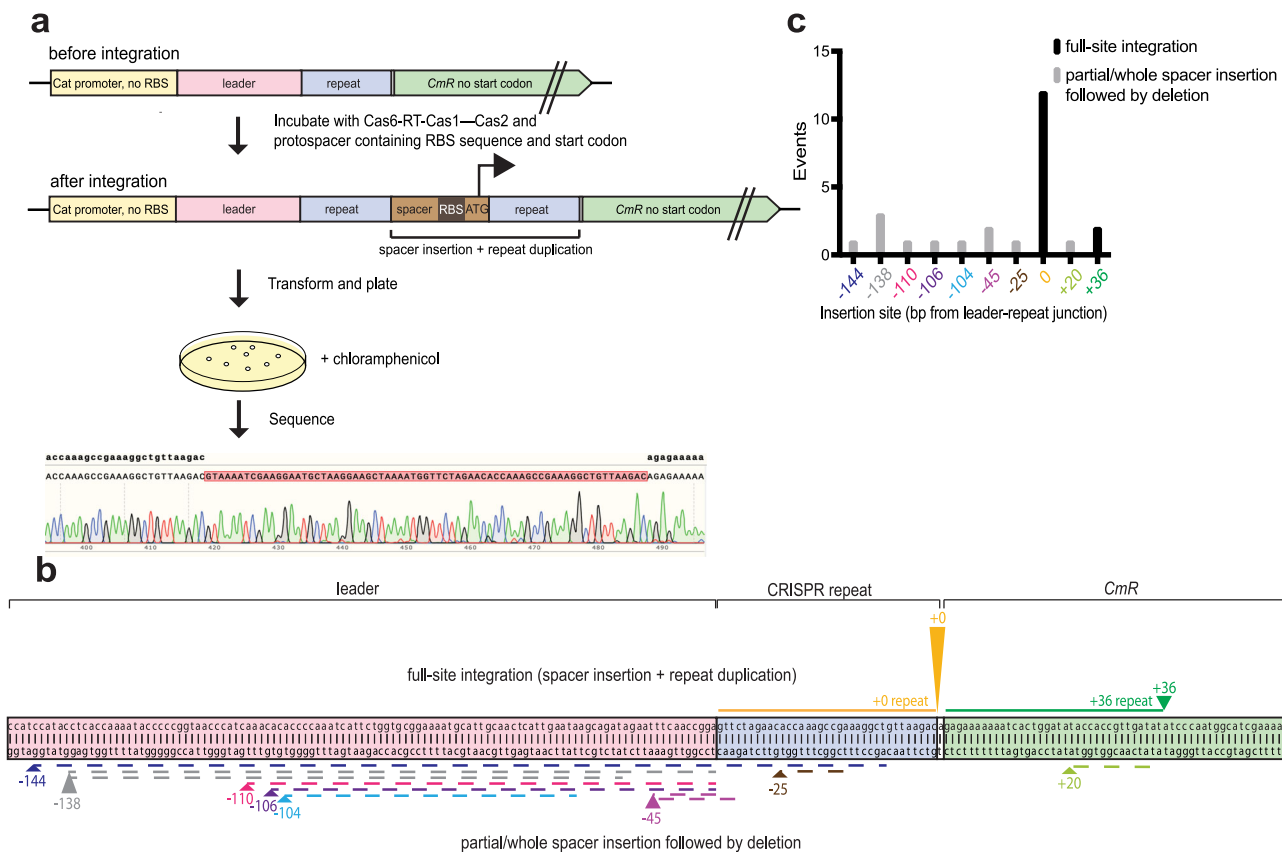 a
before integration
Cat promoter, no RBS leader repeat CmR no start codon
Incubate with Cas6-RT-Cas1—Cas2 and
protospacer containing RBS sequence and start codon
after integration
Cat promoter, no RBS leader repeat spacer RBS ATG repeat CmR no start codon
spacer insertion + repeat duplication
Transform and plate
+ chloramphenicol
Sequence
accaaagccgaaaggctgttaagac agagaaaaa
ACCAAAGCCGAAAGGCTGTTAAGACGTAAAATCGAAGGAATGCTAAGGAAGCTAAAATGGTTCTAGAACACCAAAGCCGAAAGGCTGTTAAGACAGAGAAAAA
400 410 420 430 440 450 460 470 480 490
c
full-site integration
partial/whole spacer insertion
followed by deletion
Events
15
10
5
0
-144 -138 -110 -106 -104 -45 -25 0 +20 +36
Insertion site (bp from leader-repeat junction)
b
leader CRISPR repeat CmR
+0
full-site integration (spacer insertion + repeat duplication)
+0 repeat +36 repeat +36
ccatccatacctcaccaaaatacccccggtaacccatcaaacacacccccaaatcattctggtgcggaaaaatgcattgcaactcattgaataagcagatagaatttcaaccggagttctagaacaccaaagccgaaaggctgttaagacagagaaaaaaatcactggatataccaccgttgatatatcccaatggcatcgaaaa
ggtaggtatggagtggttttatgggggccattgggtagtttgtgtgggggtttagtaagaccacgcctttttacgtaacgttgagtaacttattcgtctatcttaaagttggcctcaagatcttgtggtttcggctttccgacaattctgtctctttttttagtgacctatatggtggcaactatatagggttaccgtagctttt
-144 -138 -110 -106 -104 -45 -25 +20
partial/whole spacer insertion followed by deletion